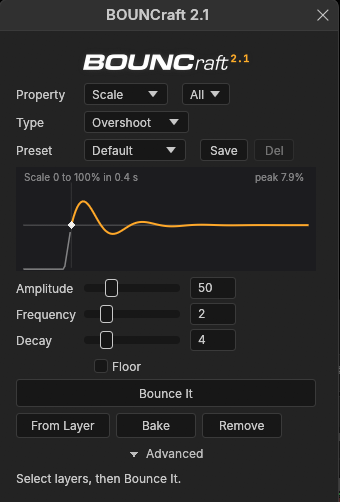 BOUNCraft 2.1
BOUNCraft 2.1
Property Scale All
Type Overshoot
Preset Default Save Del
Scale 0 to 100% in 0.4 s peak 7.9%
Amplitude 50
Frequency 2
Decay 4
Floor
Bounce It
From Layer Bake Remove
Advanced
Select layers, then Bounce It.